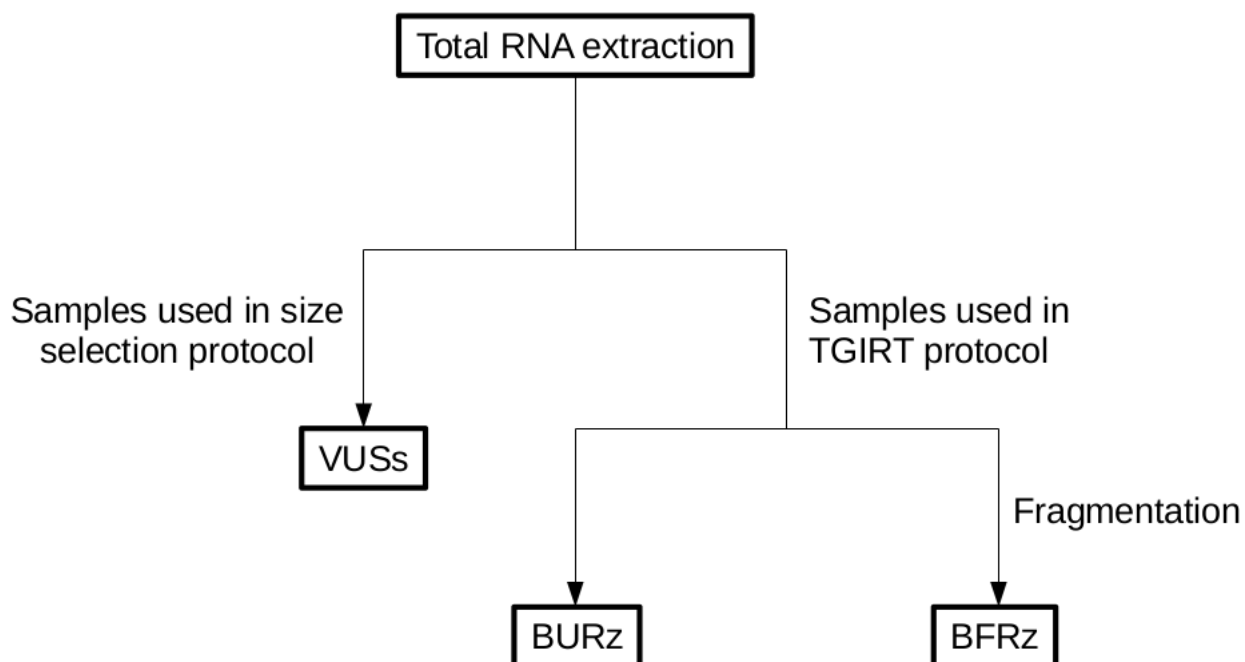 Total RNA extraction
Samples used in size
selection protocol
Samples used in
TGIRT protocol
VUSs
Fragmentation
BURz
BFRz